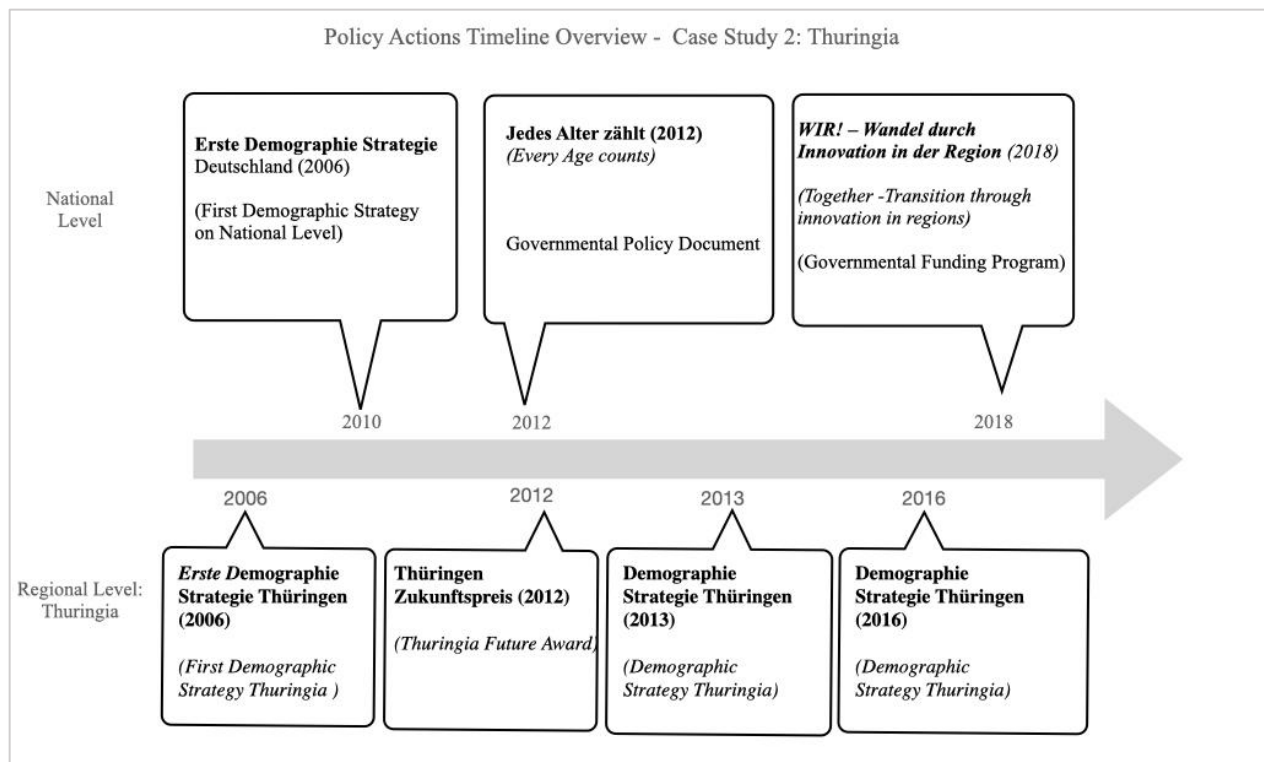 Policy Actions Timeline Overview - Case Study 2: Thuringia
National
Level
Erste Demographie Strategie
Deutschland (2006)
(First Demographic Strategy
on National Level)
Jedes Alter zählt (2012)
(Every Age counts)
Governmental Policy Document
WIR! – Wandel durch
Innovation in der Region (2018)
(Together -Transition through
innovation in regions)
(Governmental Funding Program)
2010
2012
2018
2006
2012
2013
2016
Regional Level:
Thuringia
Erste Demographie
Strategie Thüringen
(2006)
(First Demographic
Strategy Thuringia )
Thüringen
Zukunftspreis (2012)
(Thuringia Future Award)
Demographie
Strategie Thüringen
(2013)
(Demographic
Strategy Thuringia)
Demographie
Strategie Thüringen
(2016)
(Demographic
Strategy Thuringia)